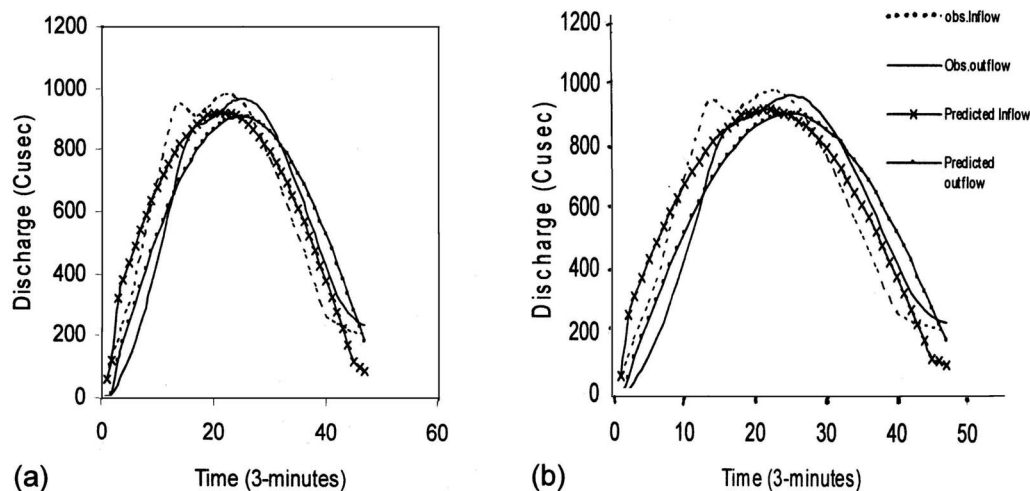 1200
1000
800
600
400
200
0
Discharge (Cusec)
0 20 40 60
Time (3-minutes)
(a)
1200
1000
800
600
400
200
0
Discharge (Cusec)
0 10 20 30 40 50
Time (3-minutes)
(b)
obs.Inflow
Obs.outflow
Predicted Inflow
Predicted
outflow